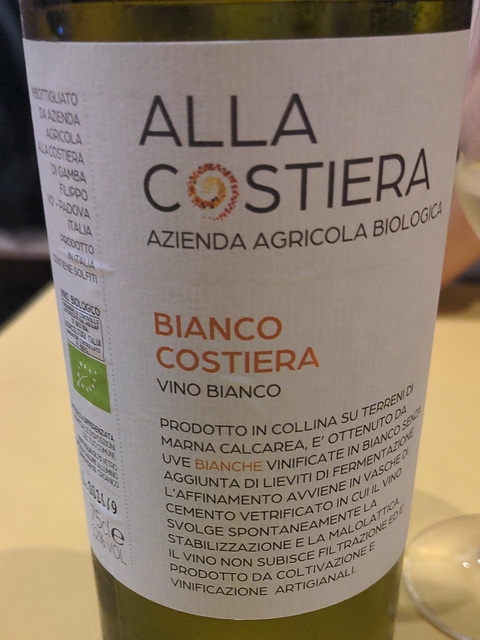 ALLA
COSTIERA
AZIENDA AGRICOLA BIOLOGICA
BIANCO
COSTIERA
VINO BIANCO
PRODOTTO IN COLLINA SU TERRENI DI
MARNA CALCAREA, E' OTTENUTO DA
UVE BIANCHE VINIFICATE IN BIANCO SENZA
AGGIUNTA DI LIEVITI DI FERMENTAZIONE
L'AFFINAMENTO AVVIENE IN VASCHE DI
CEMENTO VETRIFICATO IN CUI IL VINO
SVOLGE SPONTANEAMENTE LA
STABILIZZAZIONE E LA MALOLATTICA.
IL VINO NON SUBISCE FILTRAZIONE ED E'
PRODOTTO DA COLTIVAZIONE E
VINIFICAZIONE ARTIGIANALI.
IMBOTTIGLIATO
DA AZIENDA
AGRICOLA
ALLA COSTIERA
DI GAMBA
FILIPPO
VO' -PADOVA
ITALIA
PRODOTTO
IN ITALIA
CONTIENE SOLFITI
VINO BIOLOGICO
75cl e
% VOL